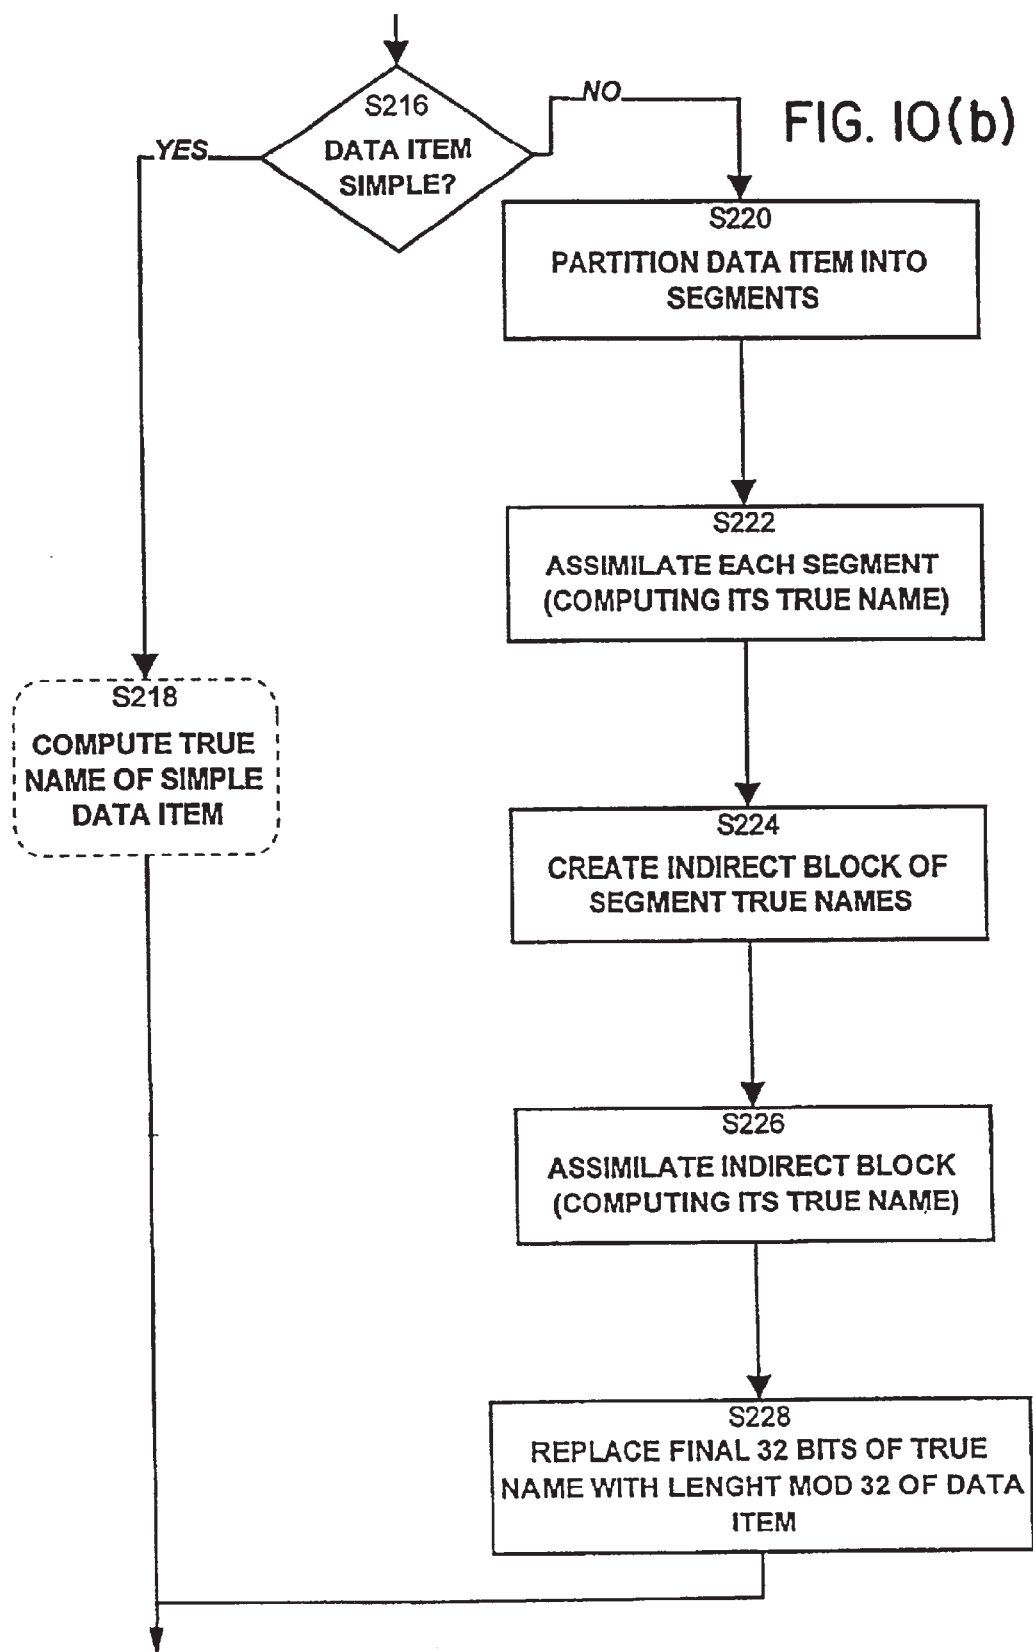 FIG. 10(b)
S216
DATA ITEM
SIMPLE?
YES
NO
S220
PARTITION DATA ITEM INTO
SEGMENTS
S222
ASSIMILATE EACH SEGMENT
(COMPUTING ITS TRUE NAME)
S218
COMPUTE TRUE
NAME OF SIMPLE
DATA ITEM
S224
CREATE INDIRECT BLOCK OF
SEGMENT TRUE NAMES
S226
ASSIMILATE INDIRECT BLOCK
(COMPUTING ITS TRUE NAME)
S228
REPLACE FINAL 32 BITS OF TRUE
NAME WITH LENGHT MOD 32 OF DATA
ITEM